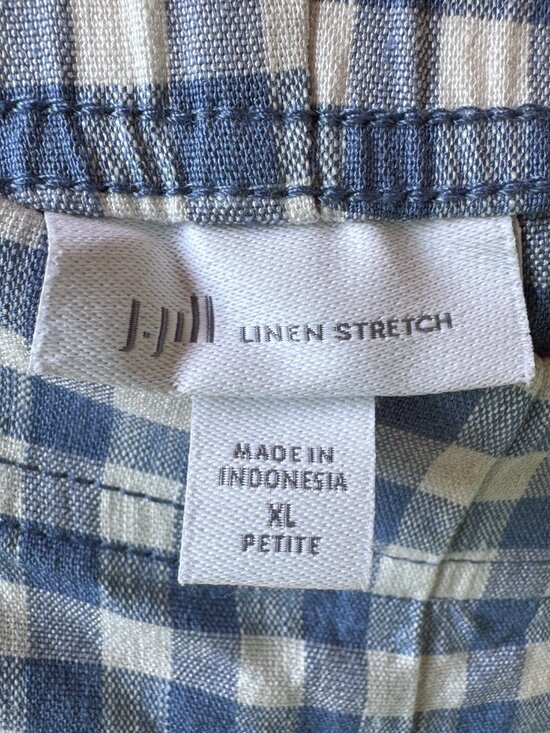 J.Jill LINEN STRETCH
MADE IN
INDONESIA
XL
PETITE